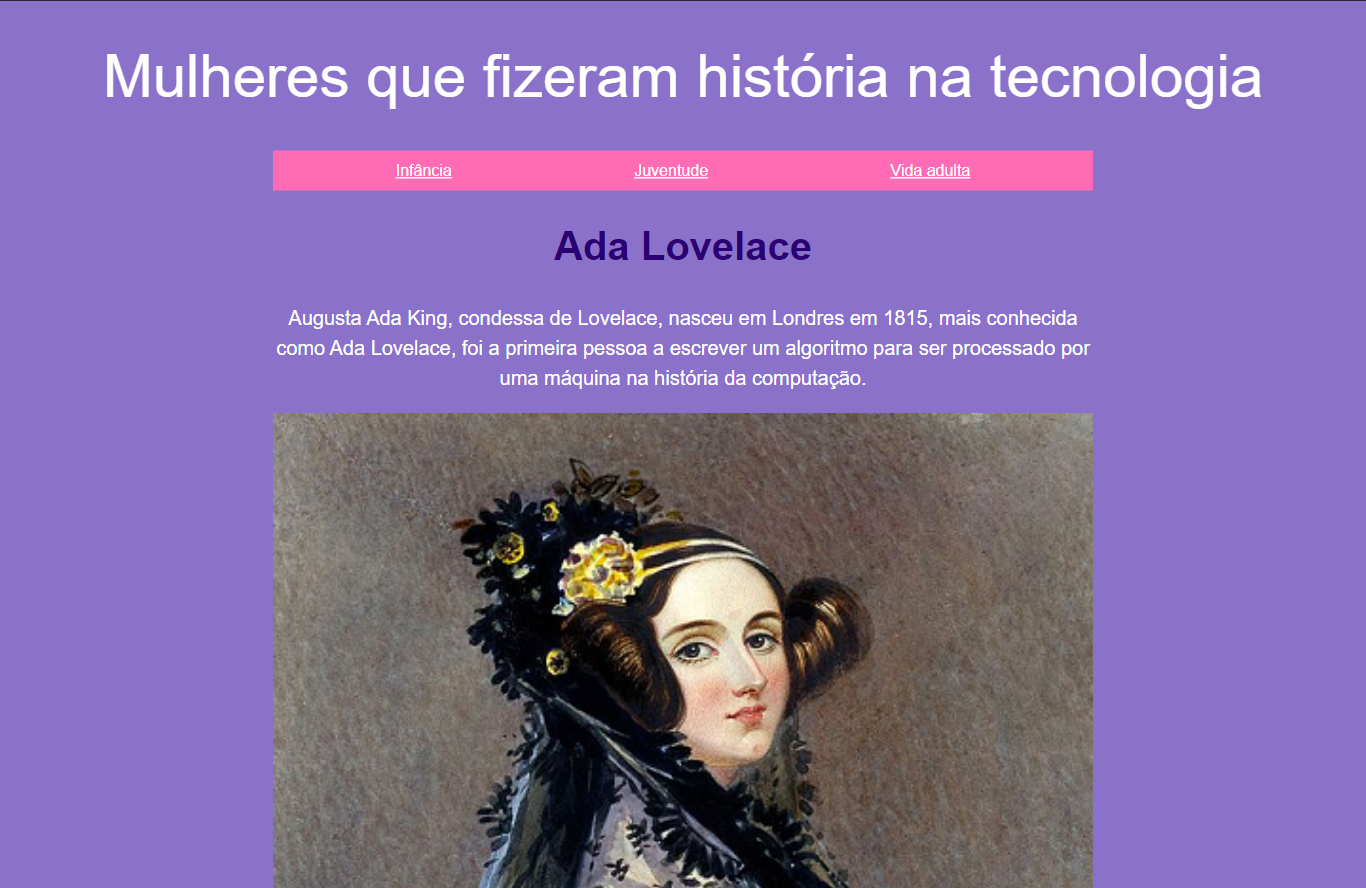 Mulheres que fizeram história na tecnologia
Infância Juventude Vida adulta
Ada Lovelace
Augusta Ada King, condessa de Lovelace, nasceu em Londres em 1815, mais conhecida
como Ada Lovelace, foi a primeira pessoa a escrever um algoritmo para ser processado por
uma máquina na história da computação.